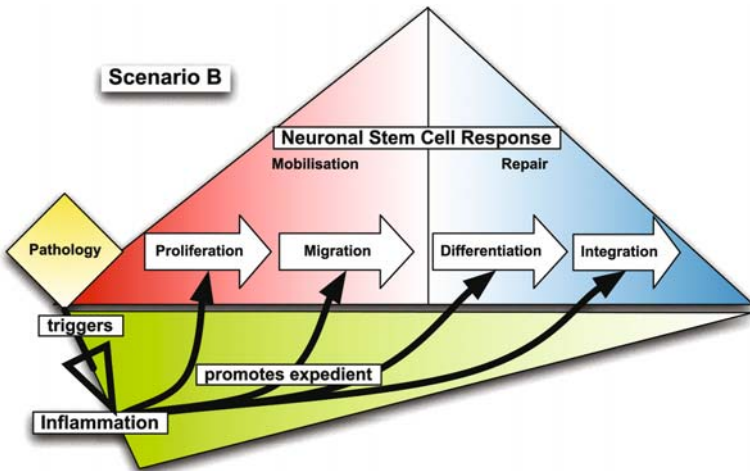 Scenario B
Neuronal Stem Cell Response
Mobilisation
Repair
Pathology
Proliferation
Migration
Differentiation
Integration
triggers
promotes expedient
Inflammation